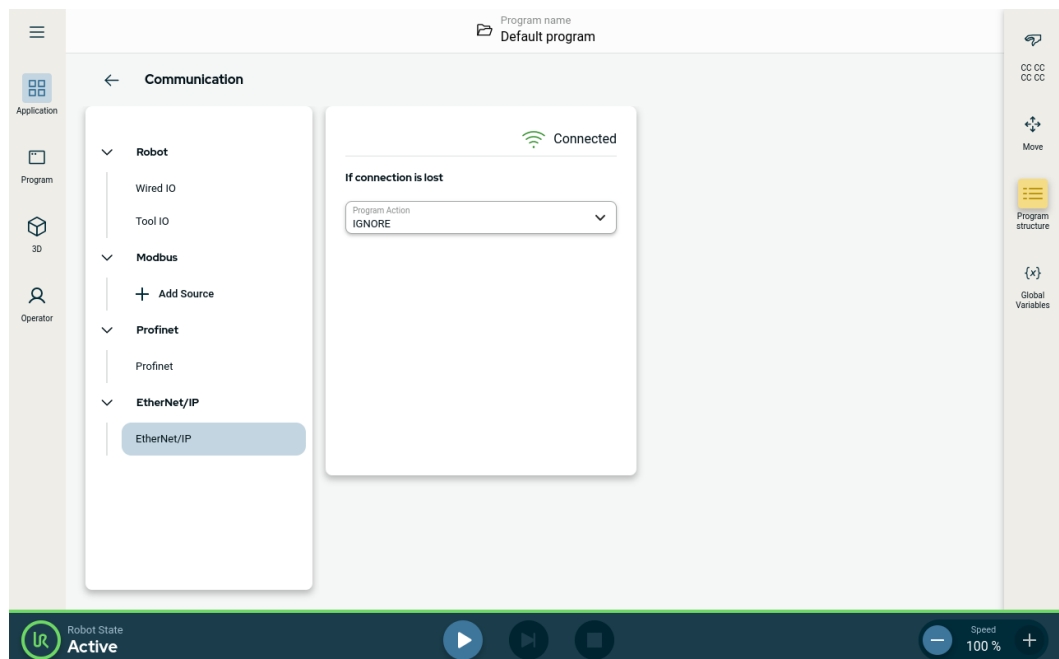 Program name
Default program
Communication
Application
Program
3D
Operator
Robot
Wired IO
Tool IO
Modbus
Add Source
Profinet
Profinet
EtherNet/IP
EtherNet/IP
Connected
If connection is lost
Program Action
IGNORE
CC CC
CC CC
Move
Program
structure
{x}
Global
Variables
Robot State
Active
Speed
100 %